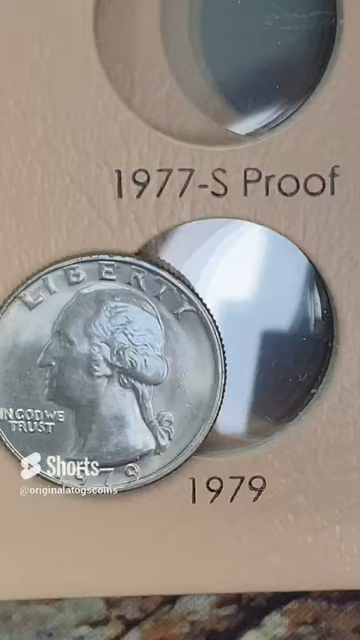 1977-S Proof
LIBERTY
IN GOD WE
TRUST
Shorts
@originalatogscoins
1979